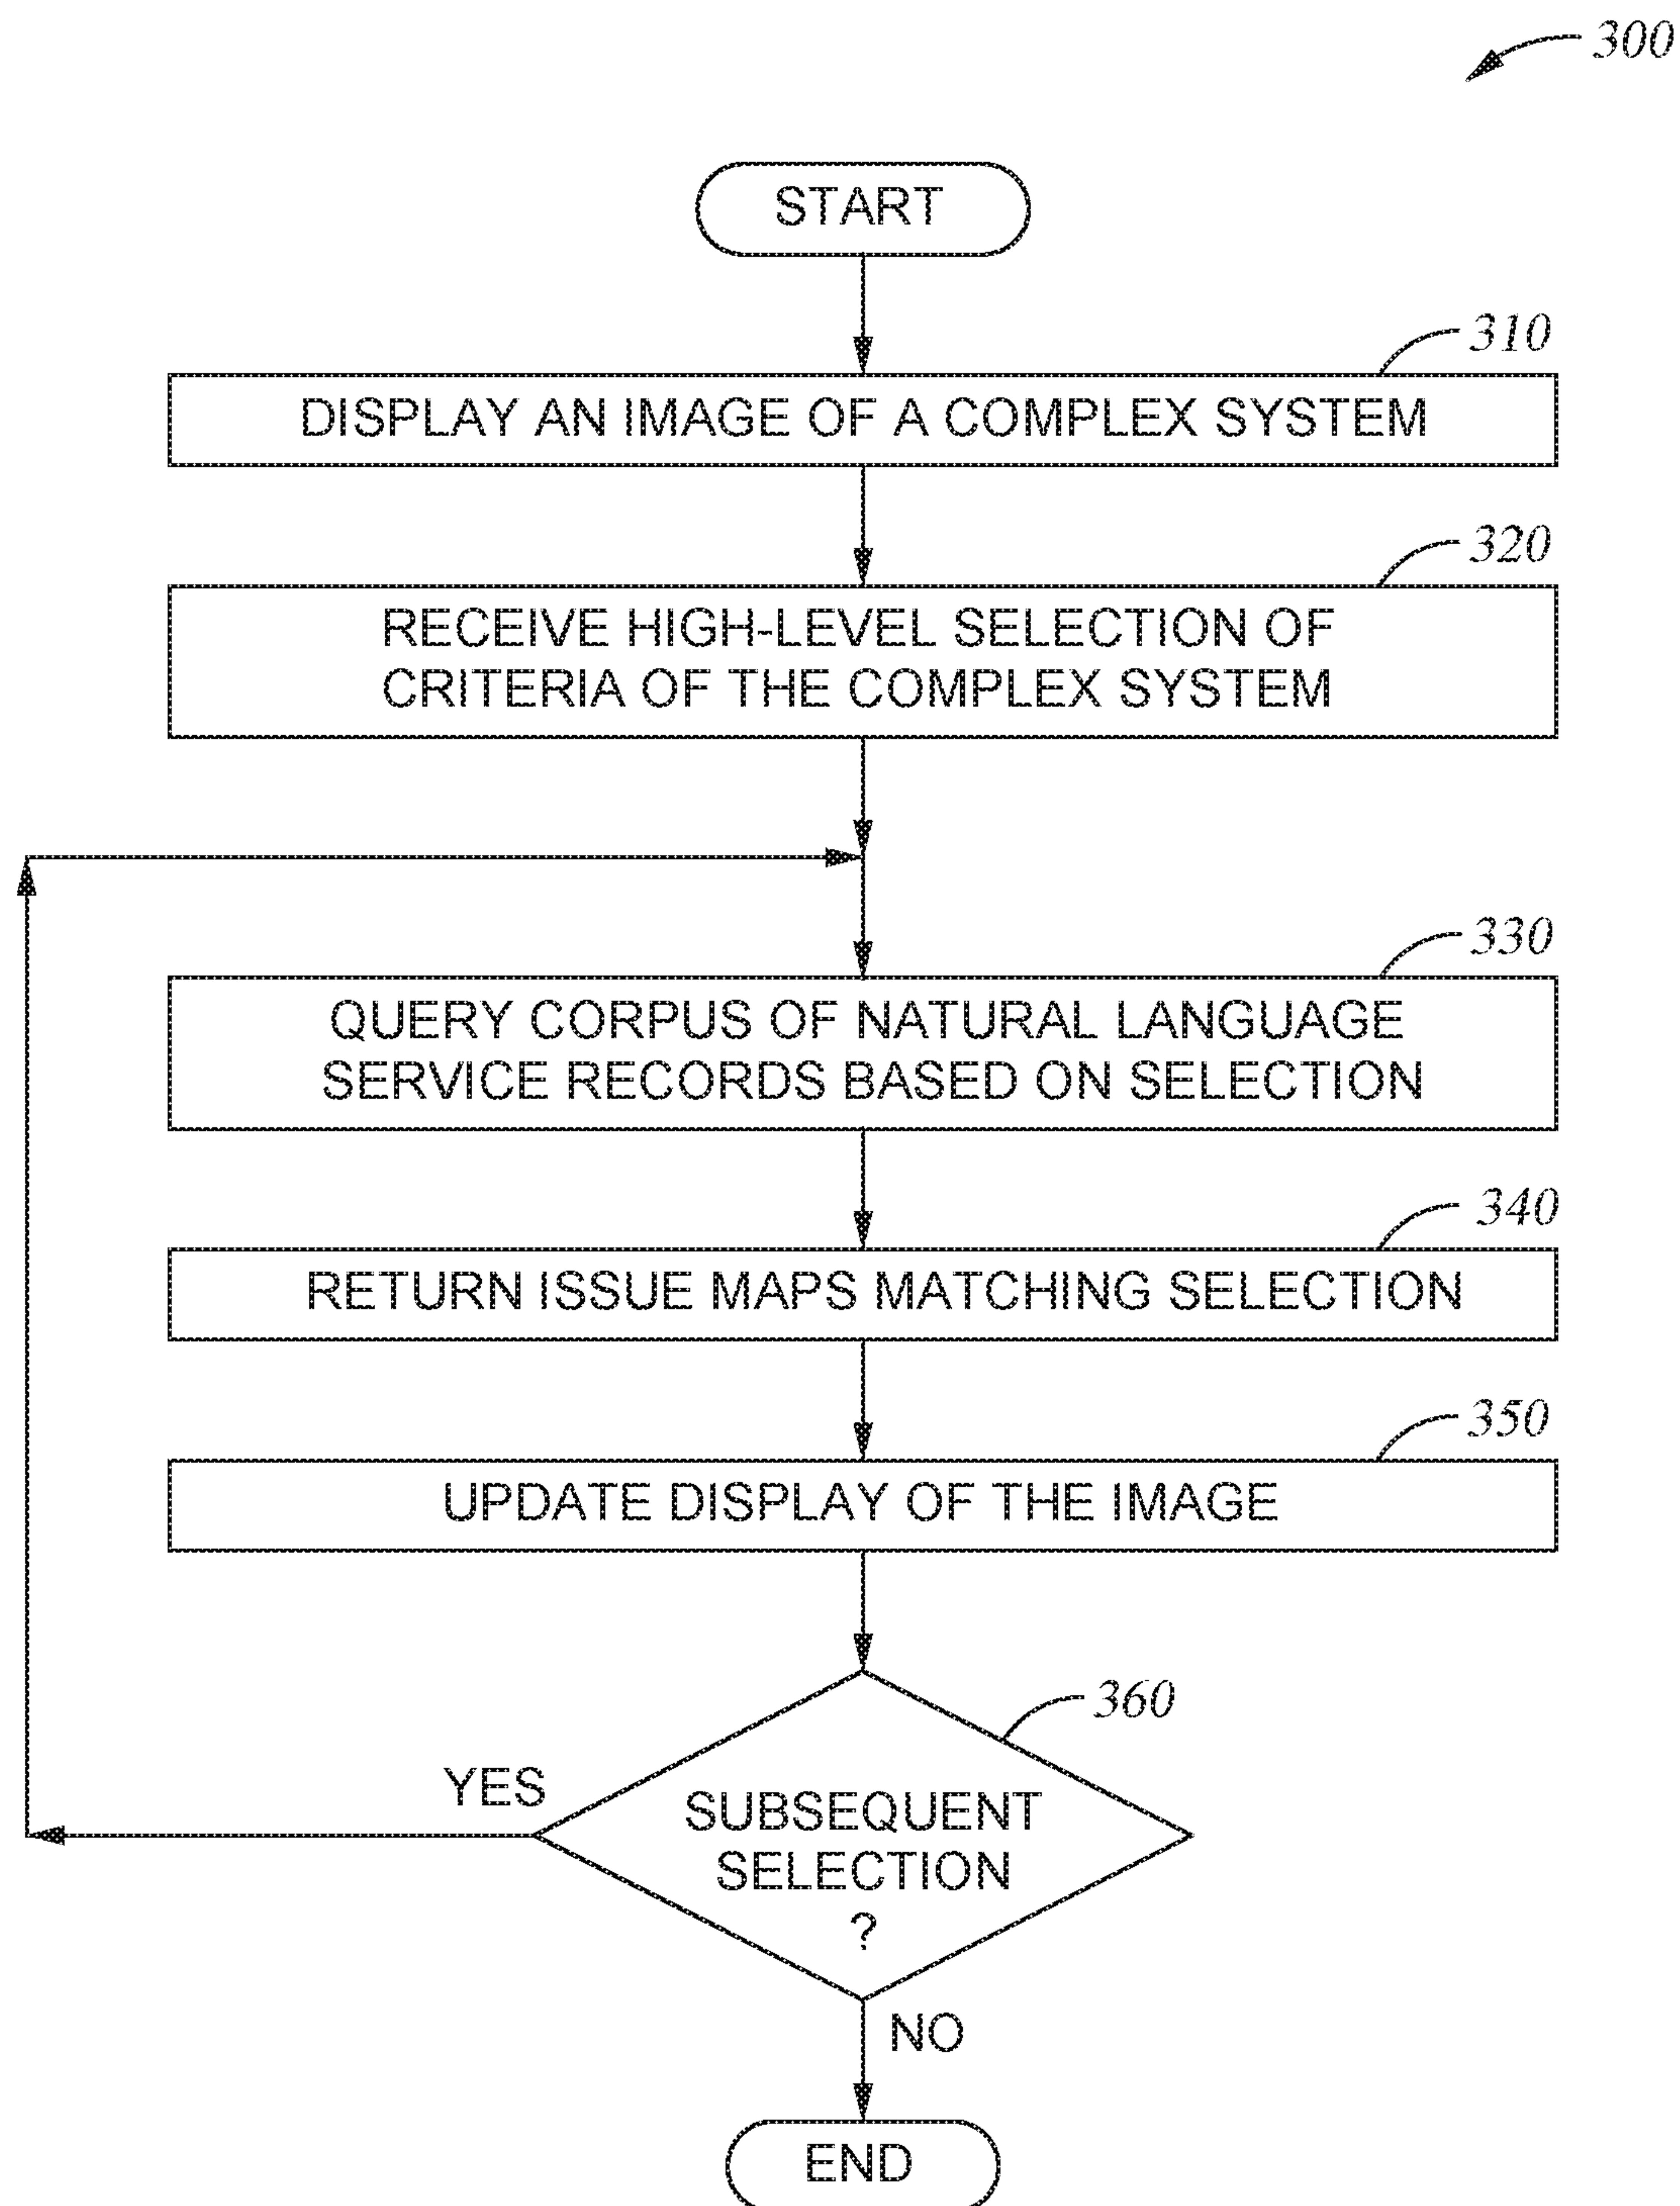 300
START
310
DISPLAY AN IMAGE OF A COMPLEX SYSTEM
320
RECEIVE HIGH-LEVEL SELECTION OF
CRITERIA OF THE COMPLEX SYSTEM
330
QUERY CORPUS OF NATURAL LANGUAGE
SERVICE RECORDS BASED ON SELECTION
340
RETURN ISSUE MAPS MATCHING SELECTION
350
UPDATE DISPLAY OF THE IMAGE
360
YES
SUBSEQUENT
SELECTION
?
NO
END